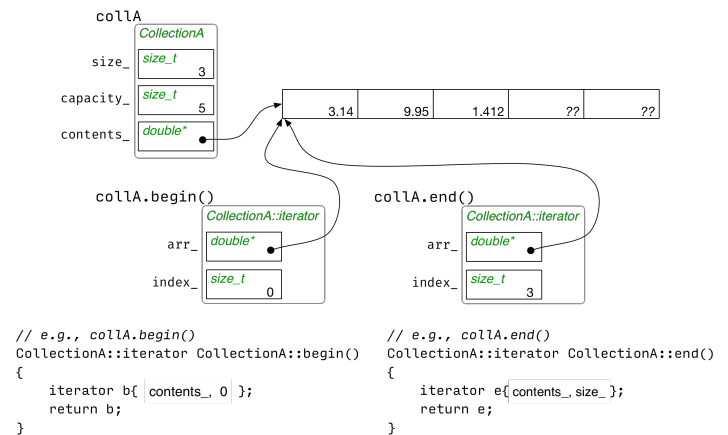 collA
CollectionA
size_ size_t 3
capacity_ size_t 5
contents_ double*
3.14 9.95 1.412 ?? ??
collA.begin()
CollectionA::iterator
arr_ double*
index_ size_t 0
collA.end()
CollectionA::iterator
arr_ double*
index_ size_t 3
// e.g., collA.begin()
CollectionA::iterator CollectionA::begin()
{
iterator b{ contents_, 0 };
return b;
}
// e.g., collA.end()
CollectionA::iterator CollectionA::end()
{
iterator e{contents_, size_};
return e;
}